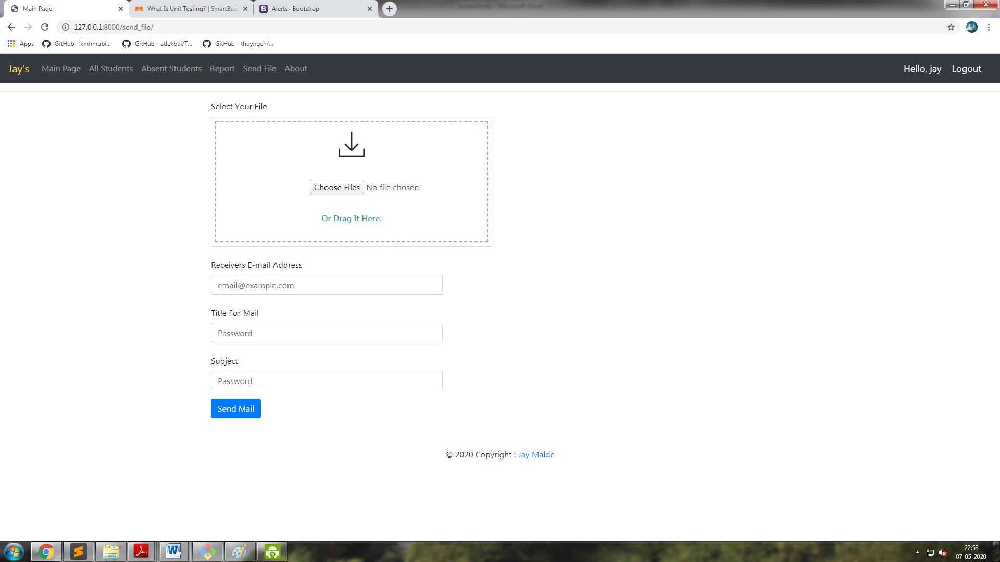 Main Page
What Is Unit Testing? | SmartBea
Alerts · Bootstrap
127.0.0.1:8000/send_file/
Apps
GitHub - kmhmubi...
GitHub - atlekbai/T...
GitHub - thuyngch/...
Jay's Main Page All Students Absent Students Report Send File About Hello, jay Logout
Select Your File
Choose Files No file chosen
Or Drag It Here.
Receivers E-mail Address
email@example.com
Title For Mail
Password
Subject
Password
Send Mail
© 2020 Copyright : Jay Malde
22:53
07-05-2020